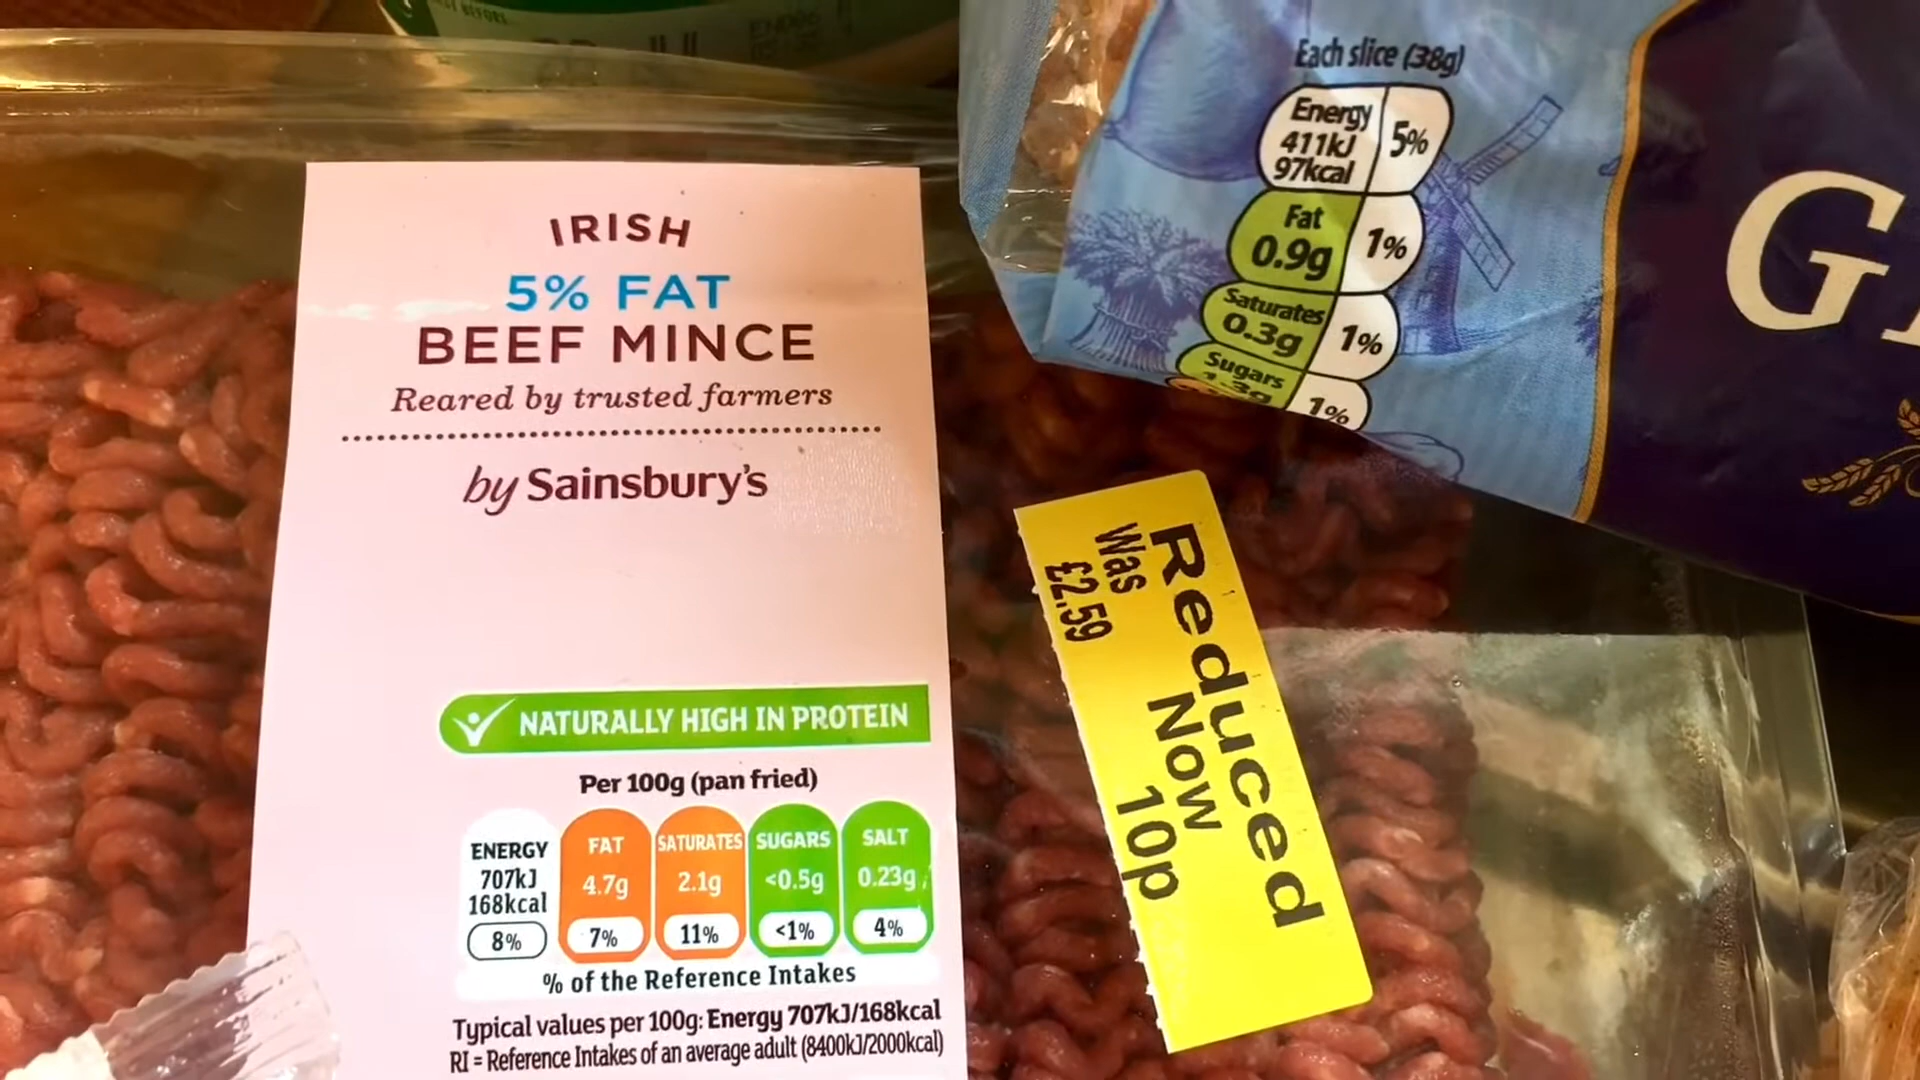 IRISH
5% FAT
BEEF MINCE
Reared by trusted farmers
by Sainsbury's
NATURALLY HIGH IN PROTEIN
Per 100g (pan fried)
ENERGY
707kJ
168kcal
8%
FAT
4.7g
7%
SATURATES
2.1g
11%
SUGARS
<0.5g
<1%
SALT
0.23g
4%
% of the Reference Intakes
Typical values per 100g: Energy 707kJ/168kcal
RI = Reference Intakes of an average adult (8400kJ/2000kcal)
Each slice (38g)
Energy
411kJ
97kcal
5%
Fat
0.9g
1%
Saturates
0.3g
1%
Sugars
1.3g
1%
G
Reduced
Was
£2.59
Now
10p